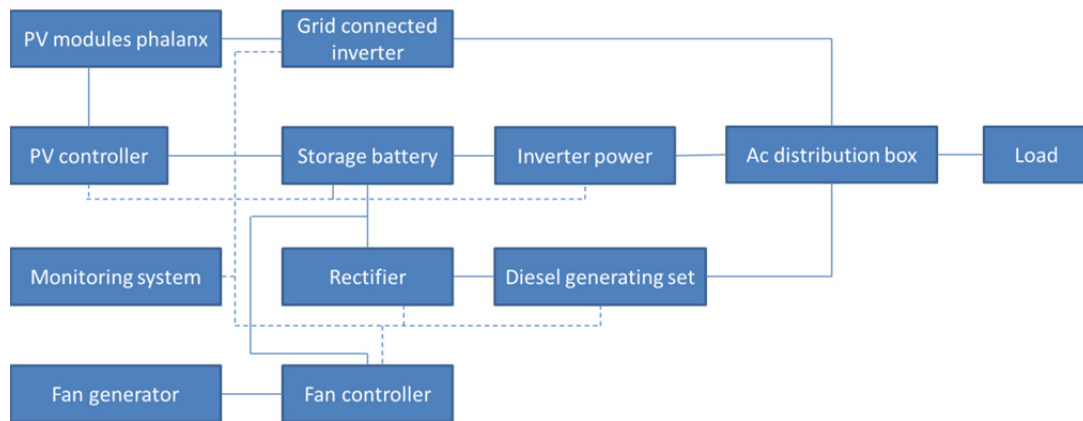 PV modules phalanx
Grid connected
inverter
PV controller
Storage battery
Inverter power
Ac distribution box
Load
Monitoring system
Rectifier
Diesel generating set
Fan generator
Fan controller